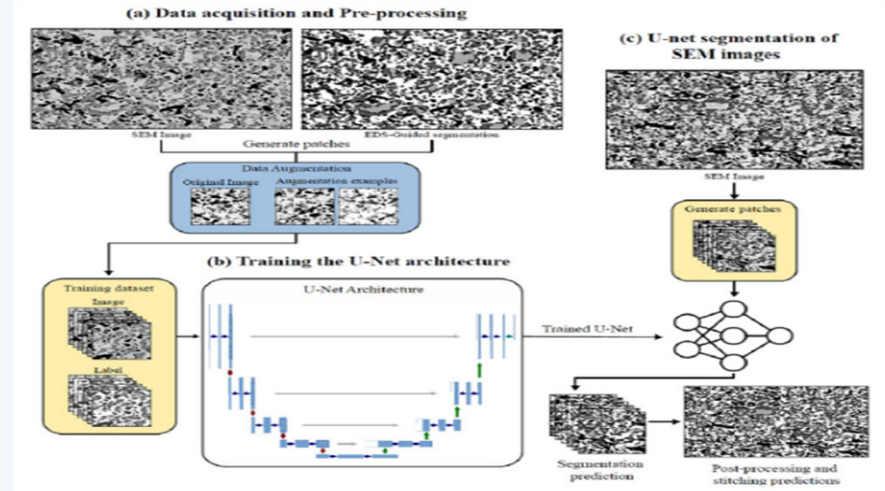 (a) Data acquisition and Pre-processing
SEM Image
EDS-Guided segmentation
Generate patches
Data Augmentation
Original Image
Augmentation examples
(b) Training the U-Net architecture
Training dataset
Image
Label
U-Net Architecture
Trained U-Net
(c) U-net segmentation of
SEM images
SEM Image
Generate patches
Segmentation
prediction
Post-processing and
stitching predictions